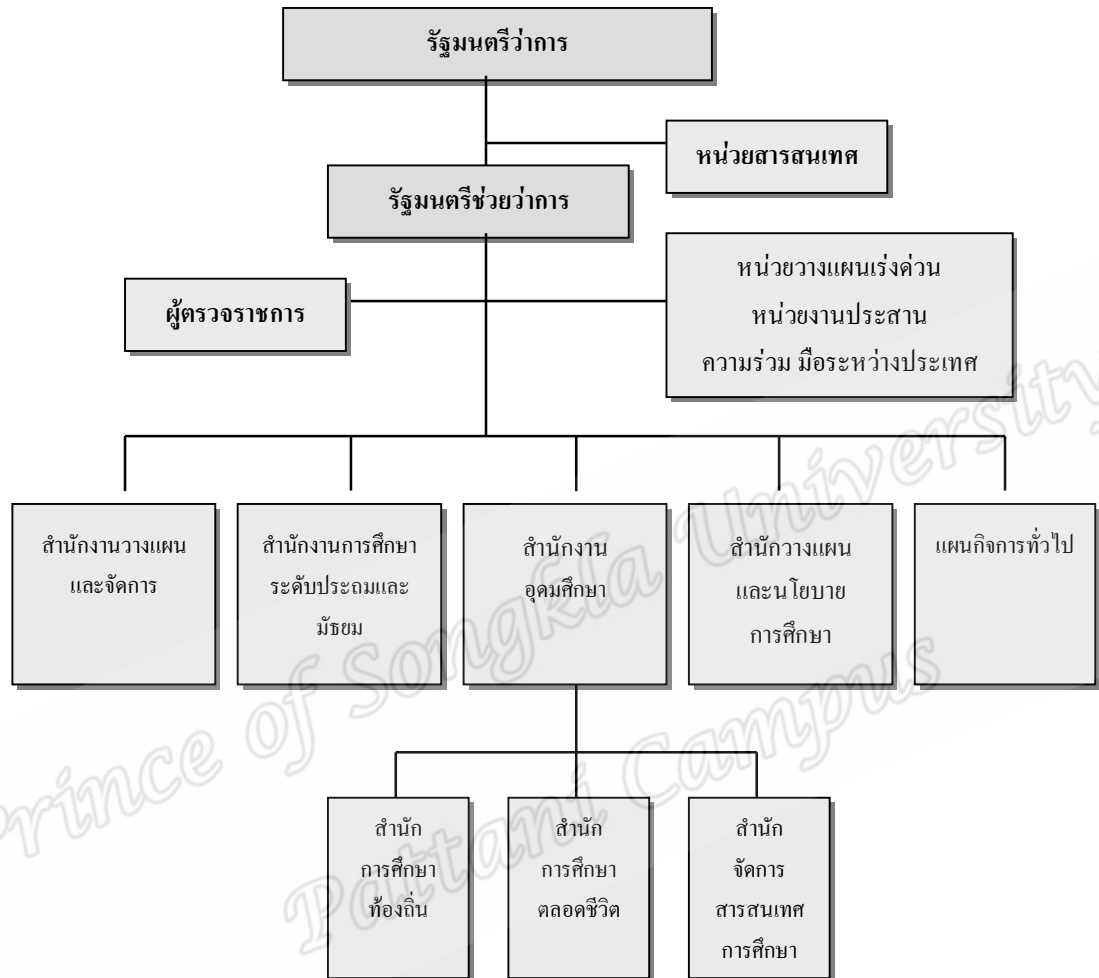 รัฐมนตรีว่าการ
หน่วยสารสนเทศ
รัฐมนตรีช่วยว่าการ
ผู้ตรวจราชการ
หน่วยวางแผนเร่งด่วน
หน่วยงานประสาน
ความร่วม มือระหว่างประเทศ
สำนักงานวางแผน
และจัดการ
สำนักงานการศึกษา
ระดับประถมและ
มัธยม
สำนักงาน
อุดมศึกษา
สำนักวางแผน
และนโยบาย
การศึกษา
แผนกิจการทั่วไป
สำนัก
การศึกษา
ท้องถิ่น
สำนัก
การศึกษา
ตลอดชีวิต
สำนัก
จัดการ
สารสนเทศ
การศึกษา
Prince of Songkla University
Pattani Campus